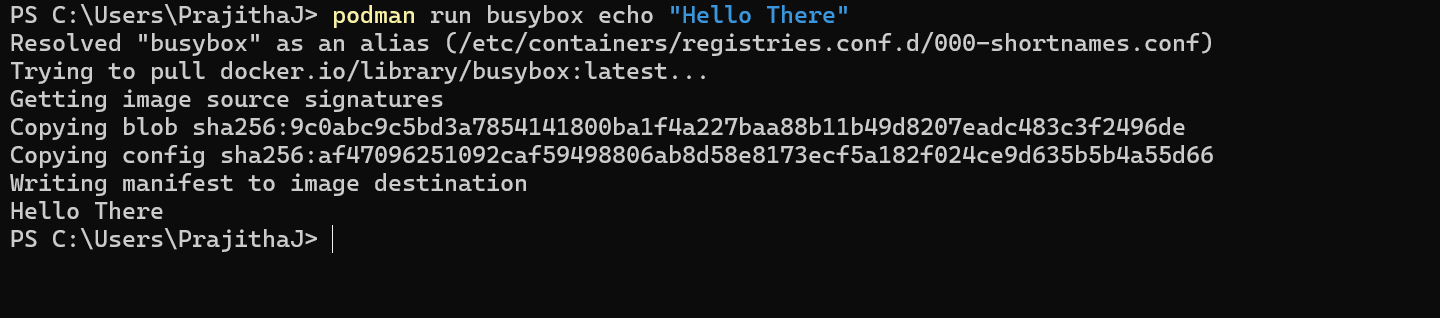 PS C:\Users\PrajithaJ> podman run busybox echo "Hello There"
Resolved "busybox" as an alias (/etc/containers/registries.conf.d/000-shortnames.conf)
Trying to pull docker.io/library/busybox:latest...
Getting image source signatures
Copying blob sha256:9c0abc9c5bd3a7854141800ba1f4a227baa88b11b49d8207eadc483c3f2496de
Copying config sha256:af47096251092caf59498806ab8d58e8173ecf5a182f024ce9d635b5b4a55d66
Writing manifest to image destination
Hello There
PS C:\Users\PrajithaJ>